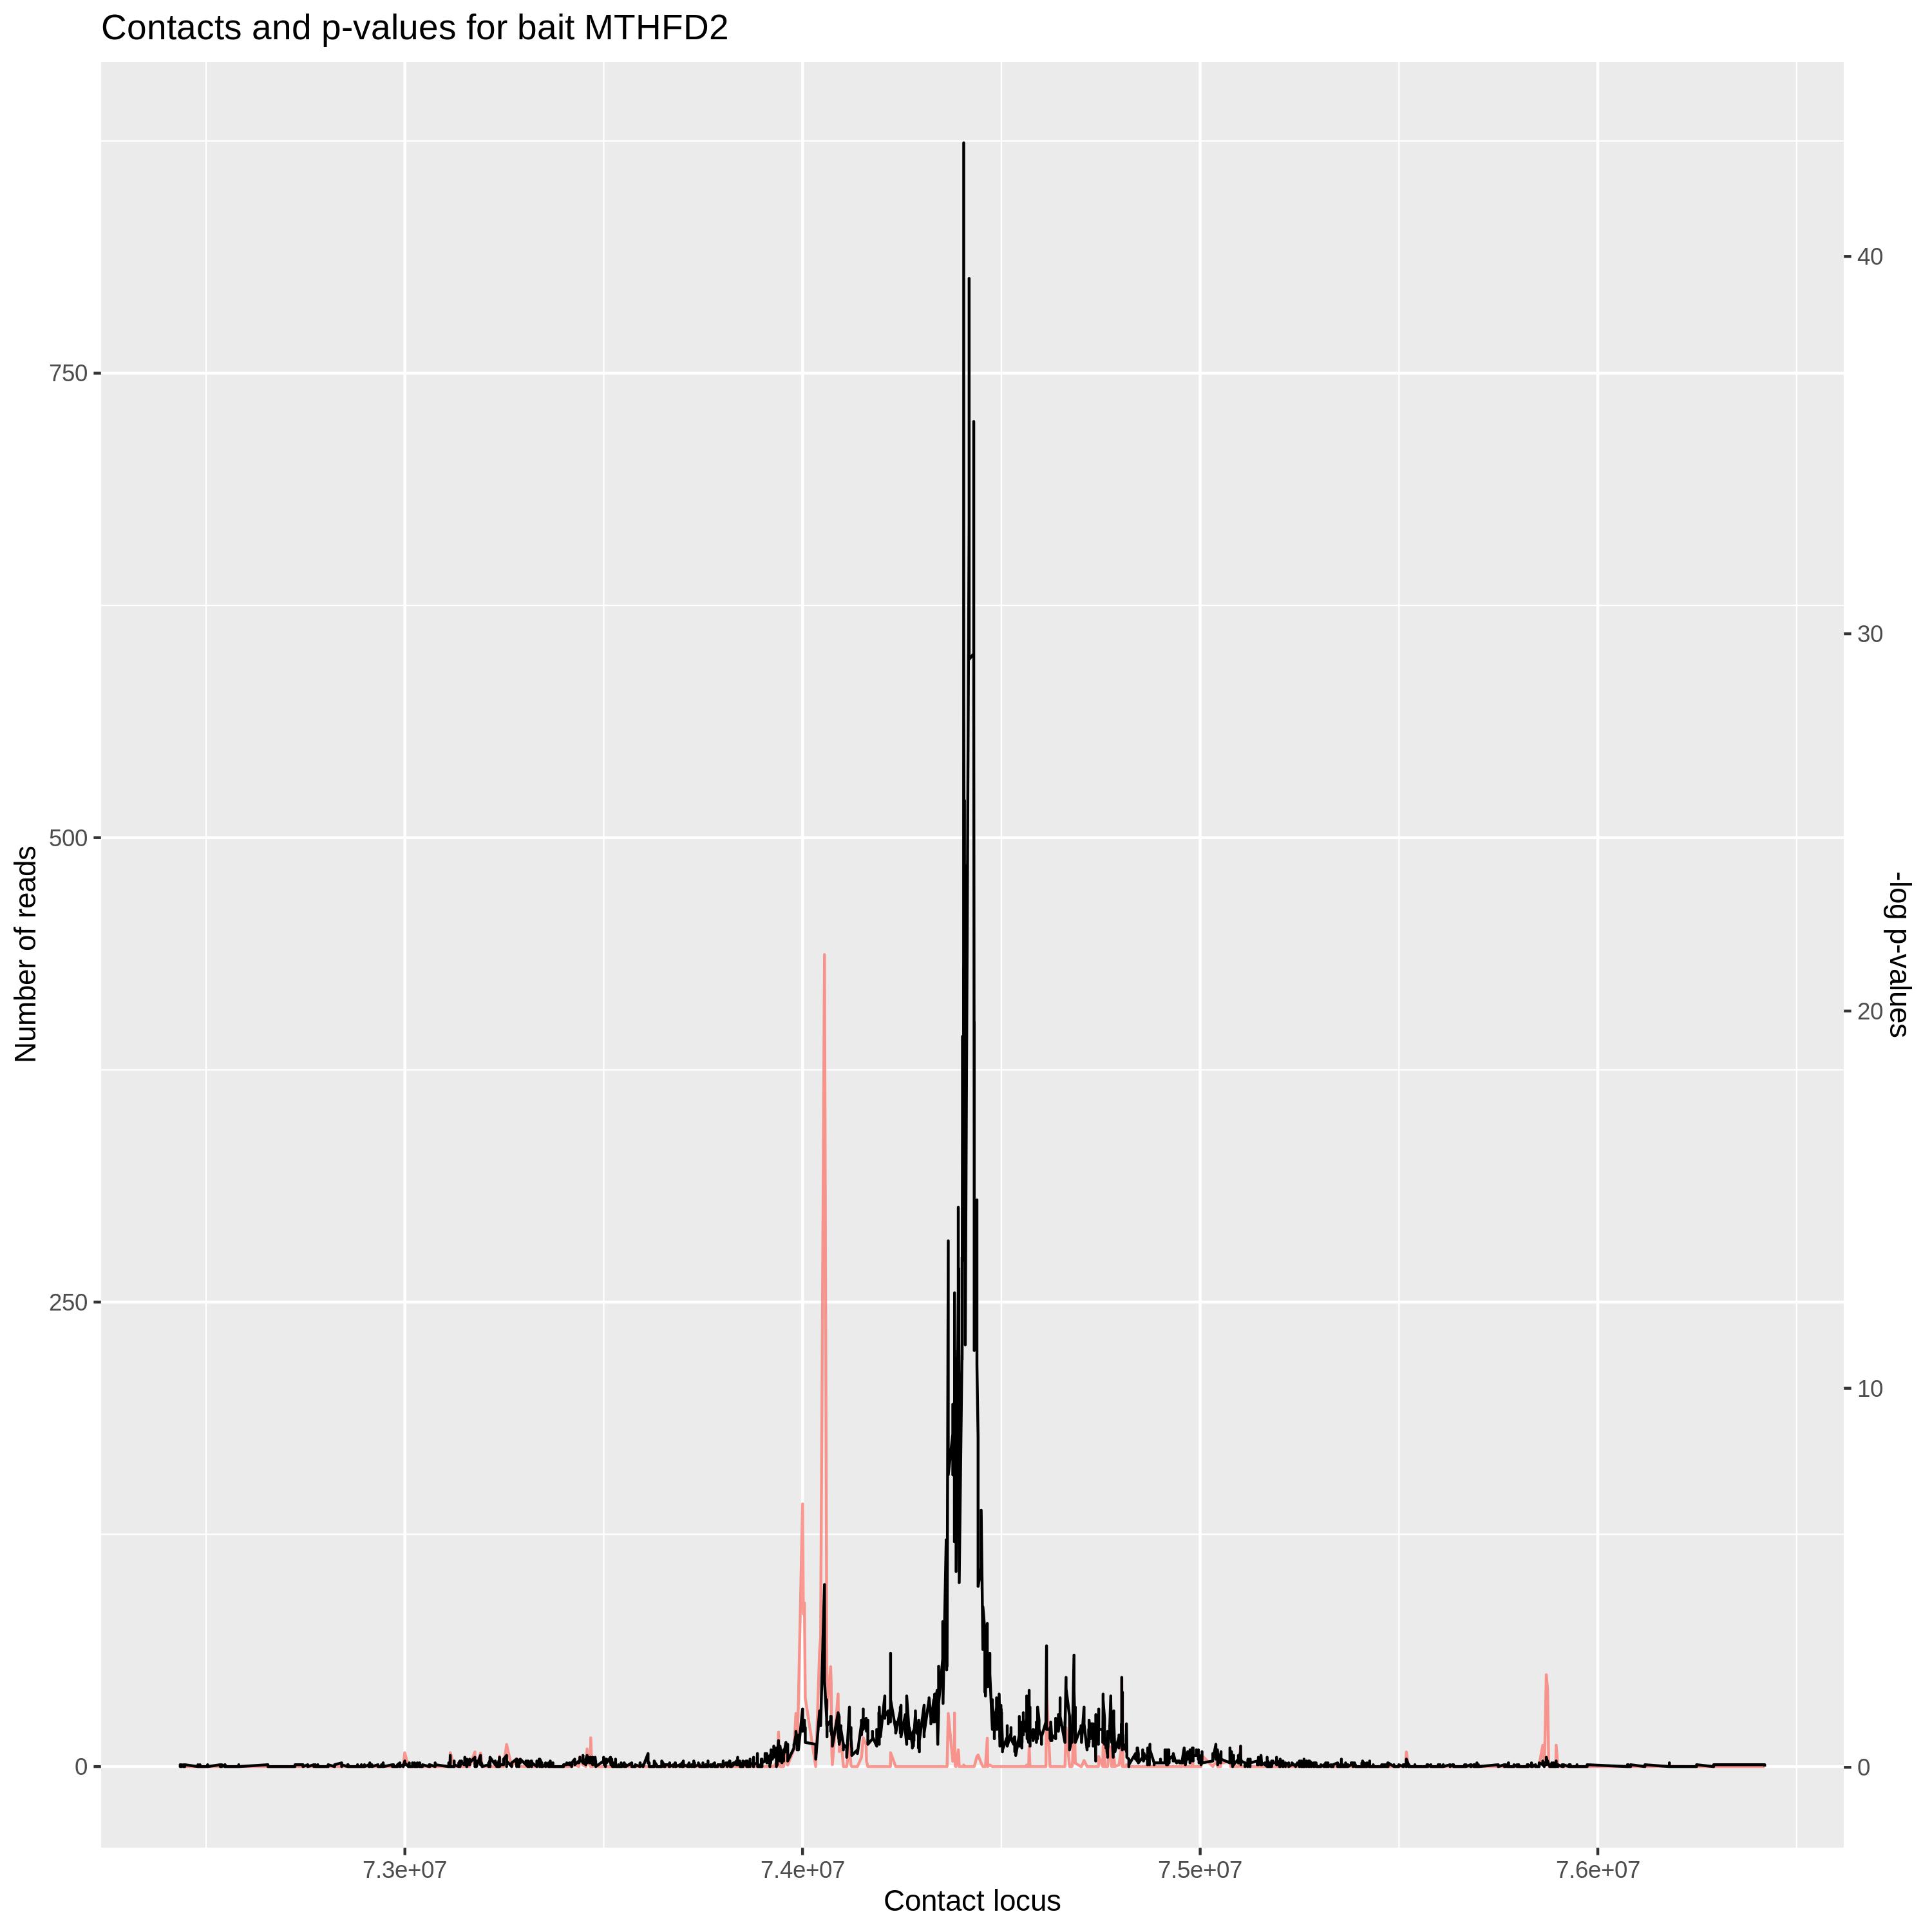 Contacts and p-values for bait MTHFD2
Number of reads
750
500
250
0
40
30
20
10
0
-log p-values
7.3e+07
7.4e+07
7.5e+07
7.6e+07
Contact locus